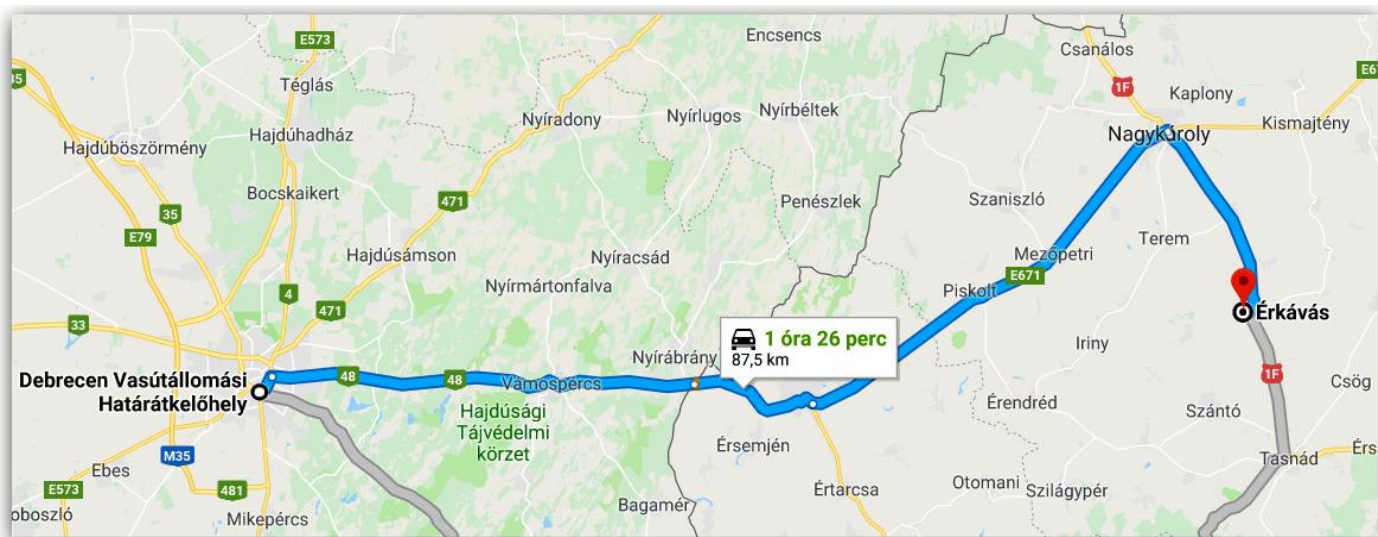 Encsencs
Csanálos
E573
Téglás
1F
Kaplony
Nyíradony
Nyírlugos
Nyírbéltek
Nagykároly
Kismajtény
Hajdúhadház
Hajdúböszörmény
Bocskaikert
471
Penészlek
Szaniszló
35
E79
Terem
Hajdúsámson
Nyíracsád
Mezőpetri
E671
Nyírmártonfalva
Piskolt
4
471
33
Érkávás
1 óra 26 perc
87,5 km
Iriny
Nyírábrány
Debrecen Vasútállomási
Határátkelőhely
48
48
Vámospércs
1F
Csög
Hajdúsági
Tájvédelmi
körzet
Érendréd
Szántó
Érsemjén
M35
Ebes
Tasnád
Érs
E573
481
Értarcsa
Otomani
Szilágypér
Bagamér
oboszló
Mikepércs